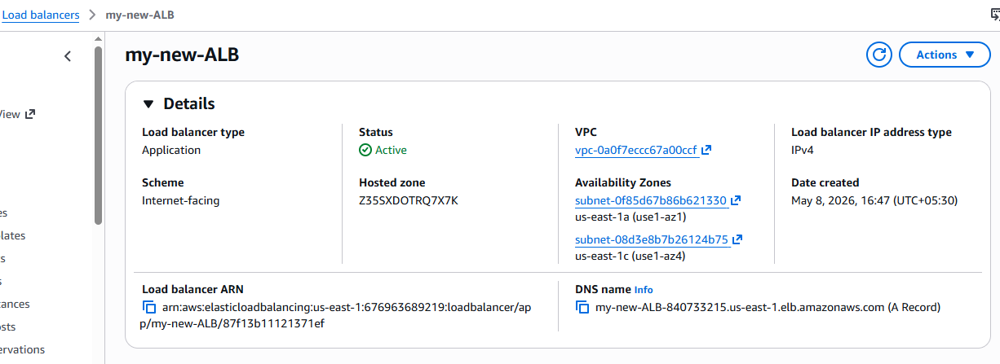 Load balancers
my-new-ALB
my-new-ALB
Actions
View
es
lates
s
s
tances
osts
ervations
Details
Load balancer type
Application
Status
Active
VPC
vpc-0a0f7eccc67a00ccf
Load balancer IP address type
IPv4
Scheme
Internet-facing
Hosted zone
Z35SXDOTRQ7X7K
Availability Zones
subnet-0f85d67b86b621330
us-east-1a (use1-az1)
subnet-08d3e8b7b26124b75
us-east-1c (use1-az4)
Date created
May 8, 2026, 16:47 (UTC+05:30)
Load balancer ARN
arn:aws:elasticloadbalancing:us-east-1:676963689219:loadbalancer/ap
p/my-new-ALB/87f13b11121371ef
DNS name Info
my-new-ALB-840733215.us-east-1.elb.amazonaws.com (A Record)